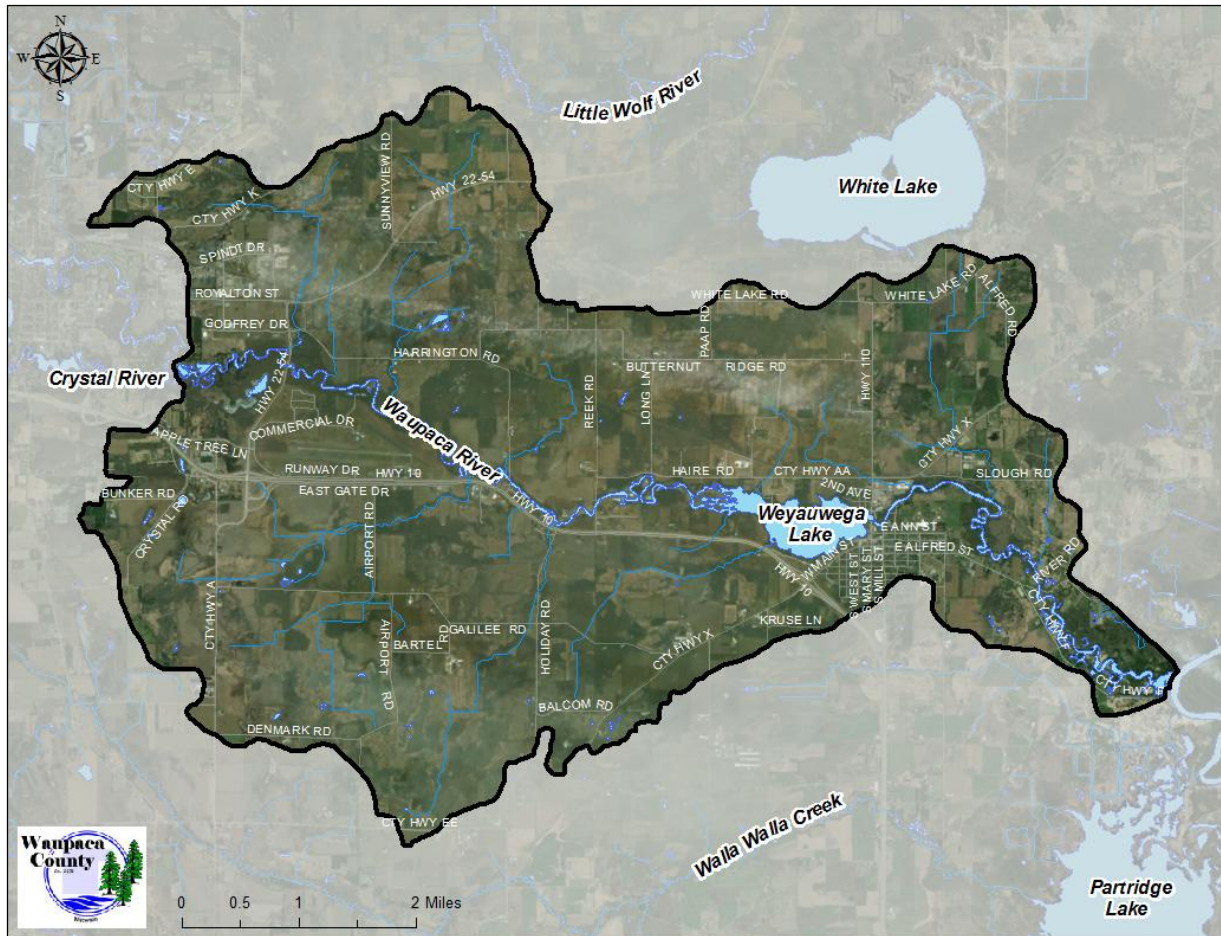 N
W
E
S
Little Wolf River
White Lake
CTY HWY E
CTY HWY K
SUNNYVIEW RD
HWY 22-54
SPINDT DR
ROYALTON ST
GODFREY DR
WHITE LAKE RD
WHITE LAKE RD
ALFRED RD
PAAP RD
HARRINGTON RD
BUTTERNUT RIDGE RD
Crystal River
HWY 22-54
Waupaca River
REEK RD
LONG LN
HWY 110
APPLE TREE LN
COMMERCIAL DR
CTY HWY X
RUNWAY DR
HWY 10
HAIRE RD
CTY HWY AA
SLOUGH RD
BUNKER RD
EAST GATE DR
2ND AVE
CRYSTAL RD
AIRPORT RD
HWY 10
Weyauwega
Lake
E ANN ST
E ALFRED ST
W MAIN ST
HWY 10
S WEST ST
S MARY ST
S MILL ST
RIVER RD
CTY HWY A
HOLIDAY RD
KRUSE LN
CTY HWY F
GALILEE RD
BARTEL RD
AIRPORT RD
CTY HWY X
CTY HWY F
BALCOM RD
DENMARK RD
CTY HWY EE
Walla Walla Creek
Waupaca
County
0 0.5 1 2 Miles
Partridge
Lake